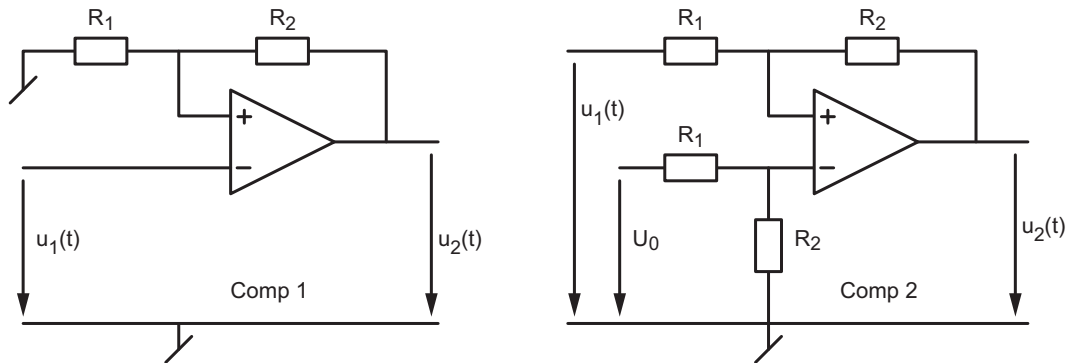 R1
R2
+
−
u1(t)
u2(t)
Comp 1
R1
R2
+
−
u1(t)
R1
U0
R2
u2(t)
Comp 2